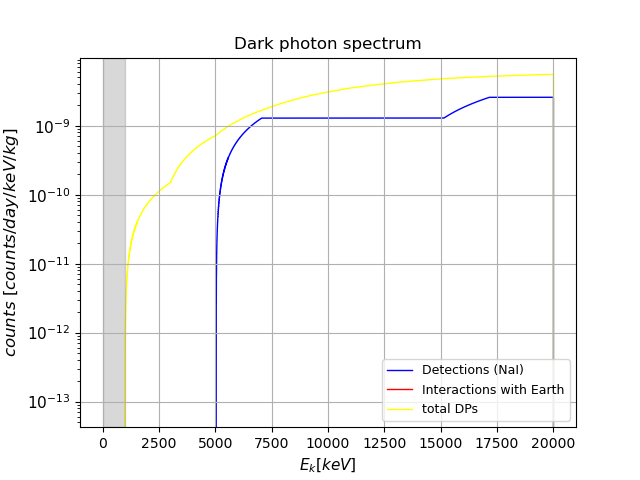 Dark photon spectrum
counts [counts/day/keV/kg]
10⁻⁹
10⁻¹⁰
10⁻¹¹
10⁻¹²
10⁻¹³
Detections (NaI)
Interactions with Earth
total DPs
0 2500 5000 7500 10000 12500 15000 17500 20000
Eₖ[keV]